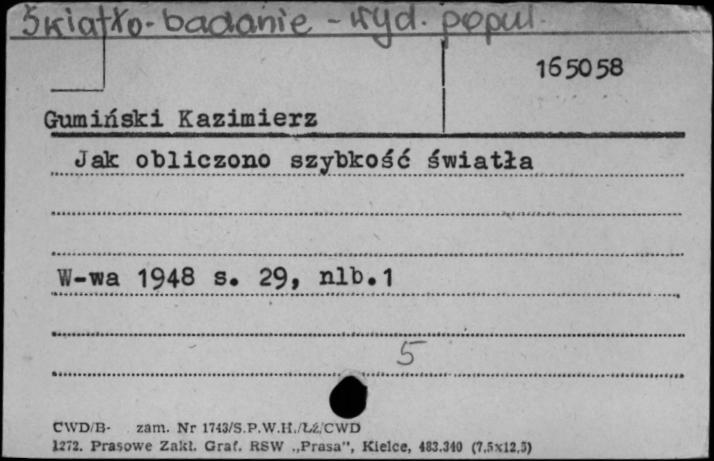 Światło - badanie - wyd. popul.
165058
Gumiński Kazimierz
Jak obliczono szybkość światła
W-wa 1948 s. 29, nlb.1
5
CWD/B- zam. Nr 1743/S.P.W.H./ŁŹ/CWD
1272. Prasowe Zakł. Graf. RSW „Prasa", Kielce, 483.340 (7,5x12,5)